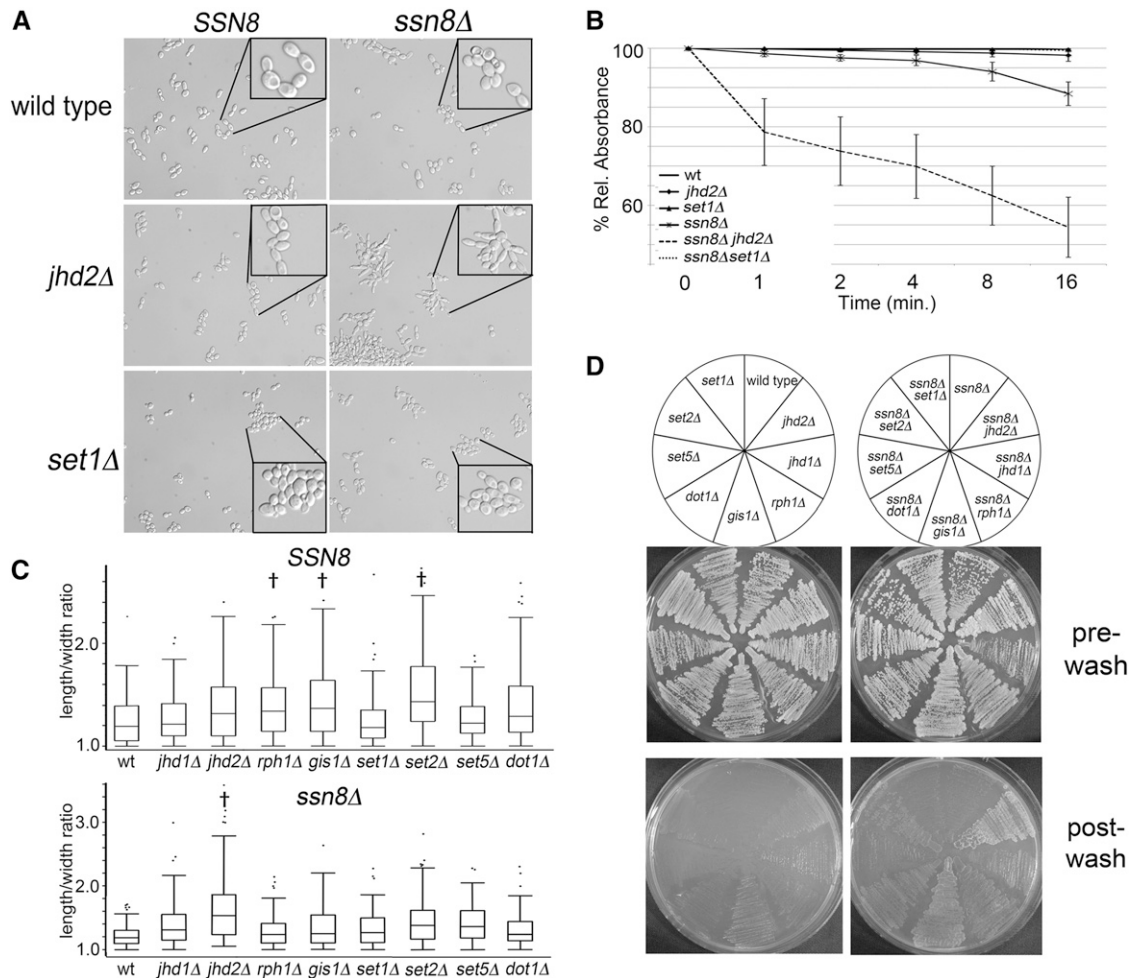 A
SSN8
ssn8Δ
wild type
jhd2Δ
set1Δ
B
% Rel. Absorbance
100
80
60
wt
jhd2Δ
set1Δ
ssn8Δ
ssn8Δ jhd2Δ
ssn8Δset1Δ
0 1 2 4 8 16
Time (min.)
C
SSN8
length/width ratio
2.0
1.0
† † †
wt jhd1Δ jhd2Δ rph1Δ gis1Δ set1Δ set2Δ set5Δ dot1Δ
ssn8Δ
length/width ratio
3.0
2.0
1.0
†
wt jhd1Δ jhd2Δ rph1Δ gis1Δ set1Δ set2Δ set5Δ dot1Δ
D
wild type
jhd2Δ
jhd1Δ
rph1Δ
gis1Δ
dot1Δ
set5Δ
set2Δ
set1Δ
ssn8Δ
ssn8Δ
jhd2Δ
ssn8Δ
jhd1Δ
ssn8Δ
rph1Δ
ssn8Δ
gis1Δ
ssn8Δ
dot1Δ
ssn8Δ
set5Δ
ssn8Δ
set2Δ
ssn8Δ
set1Δ
pre-
wash
post-
wash